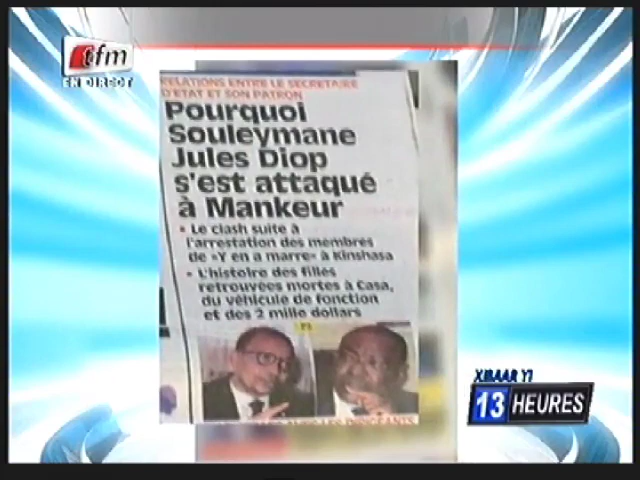 tfm
EN DIRECT
RELATIONS ENTRE LE SECRETAIRE
D'ETAT ET SON PATRON
Pourquoi
Souleymane
Jules Diop
s'est attaqué
à Mankeur
• Le clash suite à
l'arrestation des membres
de «Y en a marre» à Kinshasa
• L'histoire des filles
retrouvées mortes à Casa,
du véhicule de fonction
et des 2 mille dollars
LES DIRIGEANTS
XIBAAR YI
13 HEURES